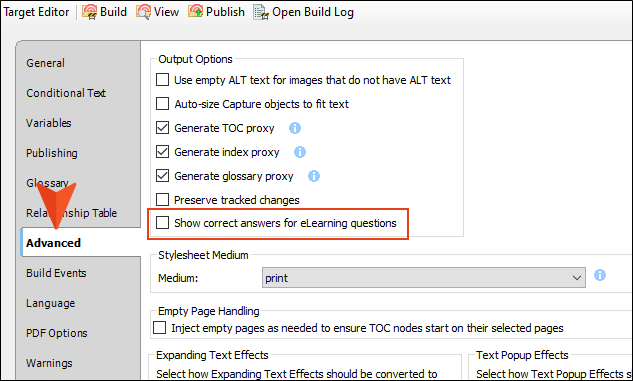 Target Editor Build View Publish Open Build Log
General
Conditional Text
Variables
Publishing
Glossary
Relationship Table
Advanced
Build Events
Language
PDF Options
Warnings
Output Options
Use empty ALT text for images that do not have ALT text
Auto-size Capture objects to fit text
Generate TOC proxy
Generate index proxy
Generate glossary proxy
Preserve tracked changes
Show correct answers for eLearning questions
Stylesheet Medium
Medium: print
Empty Page Handling
Inject empty pages as needed to ensure TOC nodes start on their selected pages
Expanding Text Effects
Select how Expanding Text Effects should be converted to
Text Popup Effects
Select how Text Popup Effects s